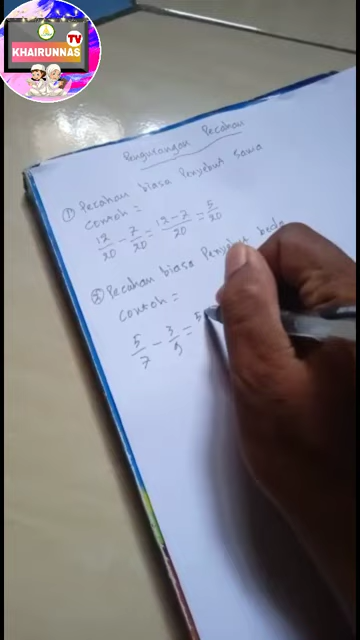 KHAIRUNNAS TV
Pengurangan Pecahan
① Pecahan biasa Penyebut sama
Contoh =
12/20 - 7/20 = 12-7/20 = 5/20
② Pecahan biasa Penyebut beda
Contoh =
5/7 - 3/9 = 5